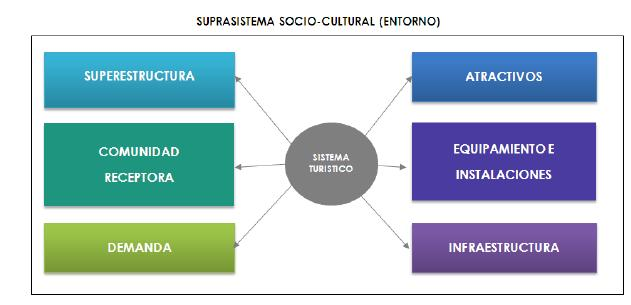 SUPRASISTEMA SOCIO-CULTURAL (ENTORNO)
SUPERESTRUCTURA
ATRACTIVOS
COMUNIDAD
RECEPTORA
SISTEMA
TURISTICO
EQUIPAMIENTO E
INSTALACIONES
DEMANDA
INFRAESTRUCTURA